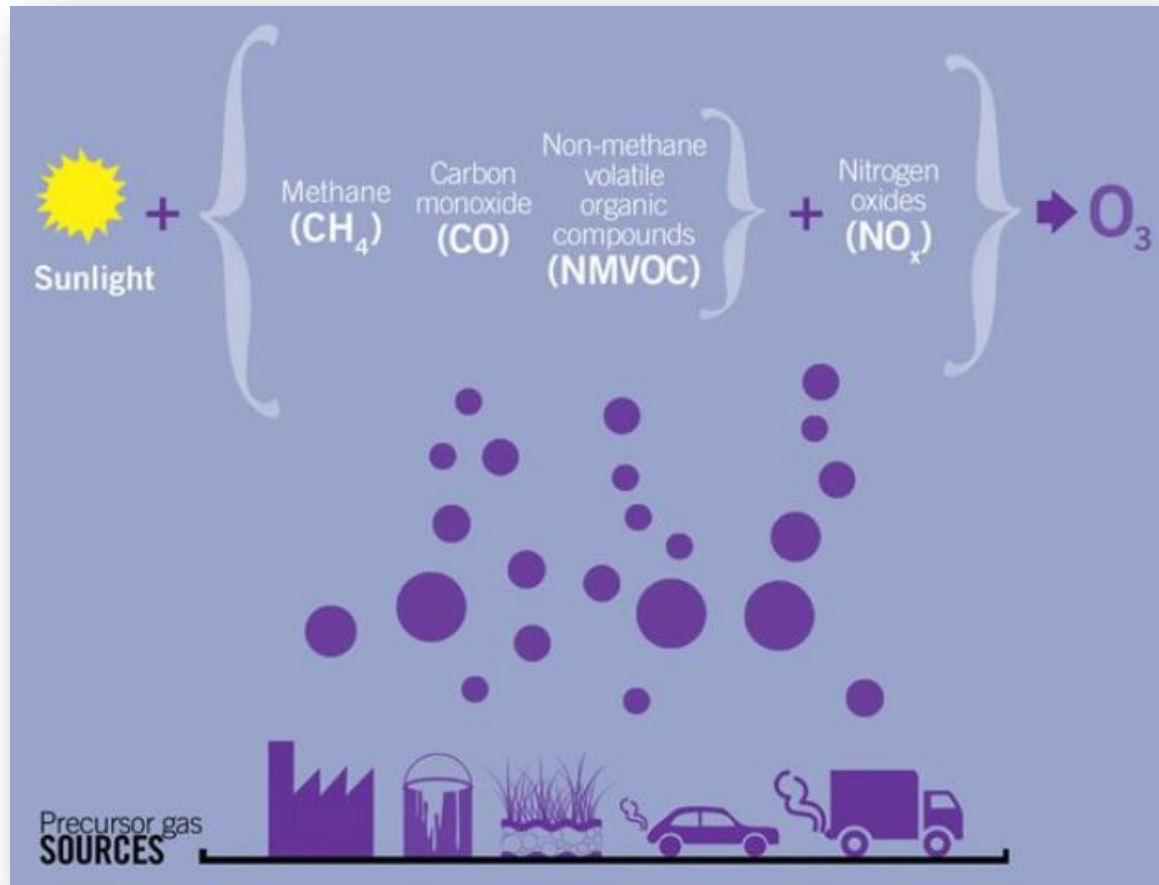 Sunlight
+
Methane
(CH₄)
Carbon
monoxide
(CO)
Non-methane
volatile
organic
compounds
(NMVOC)
+
Nitrogen
oxides
(NOₓ)
O₃
Precursor gas
SOURCES